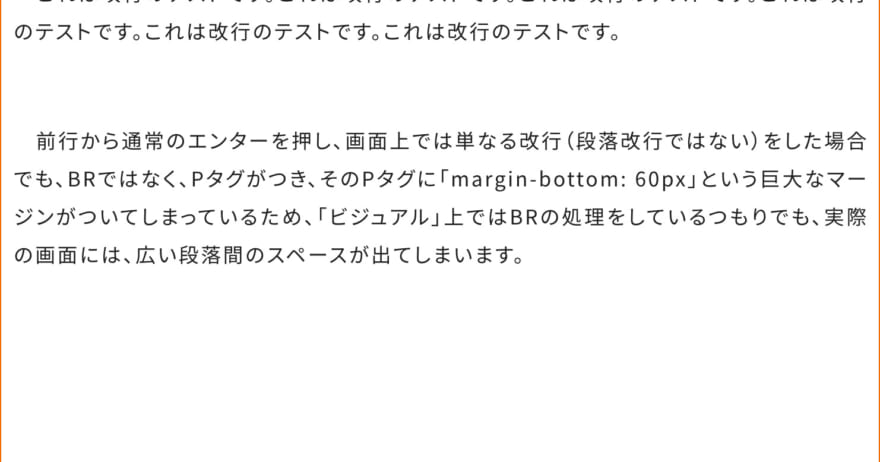 のテストです。これは改行のテストです。これは改行のテストです。
前行から通常のエンターを押し、画面上では単なる改行(段落改行ではない)をした場合
でも、BRではなく、Pタグがつき、そのPタグに「margin-bottom: 60px」という巨大なマー
ジンがついてしまっているため、「ビジュアル」上ではBRの処理をしているつもりでも、実際
の画面には、広い段落間のスペースが出てしまいます。